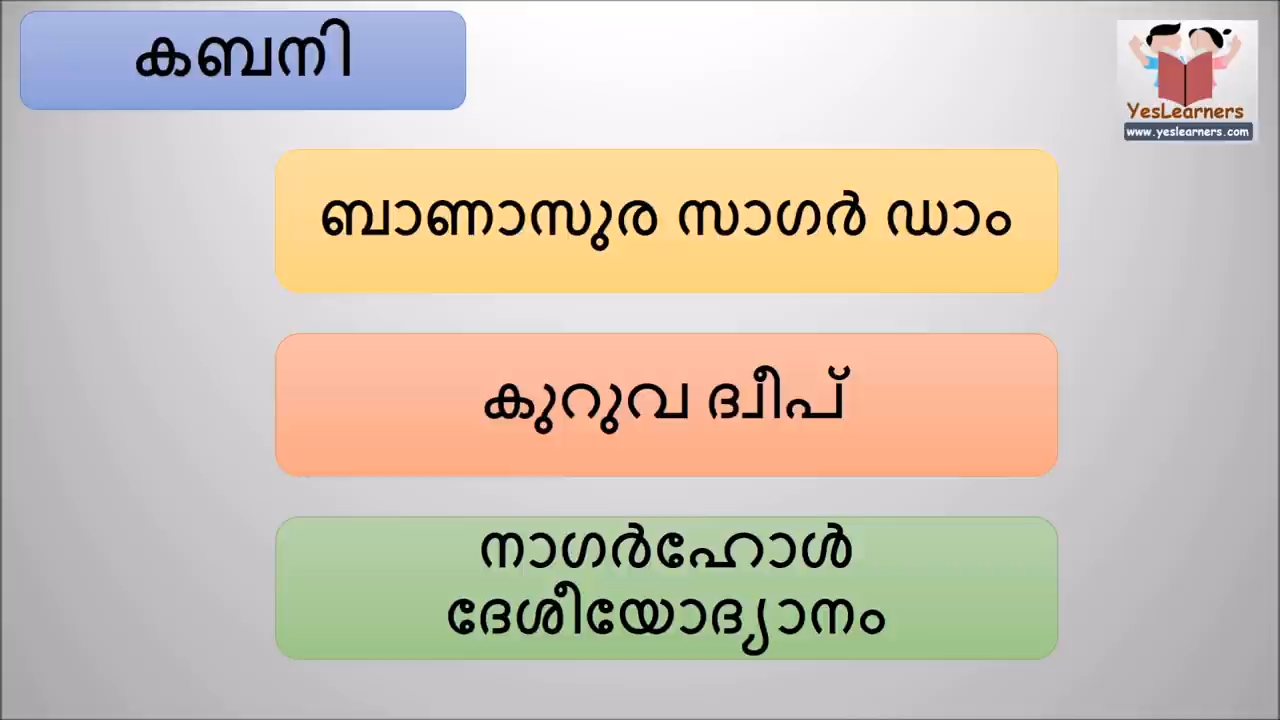 കബനി
YesLearners
www.yeslearners.com
ബാണാസുര സാഗർ ഡാം
കുറുവ ദ്വീപ്
നാഗർഹോൾ
ദേശീയോദ്യാനം